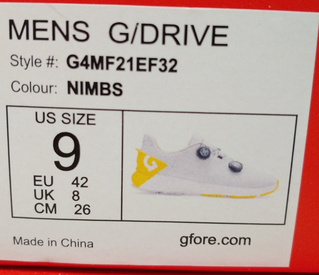 MENS G/DRIVE
Style #: G4MF21EF32
Colour: NIMBS
US SIZE
9
EU 42
UK 8
CM 26
Made in China
gfore.com